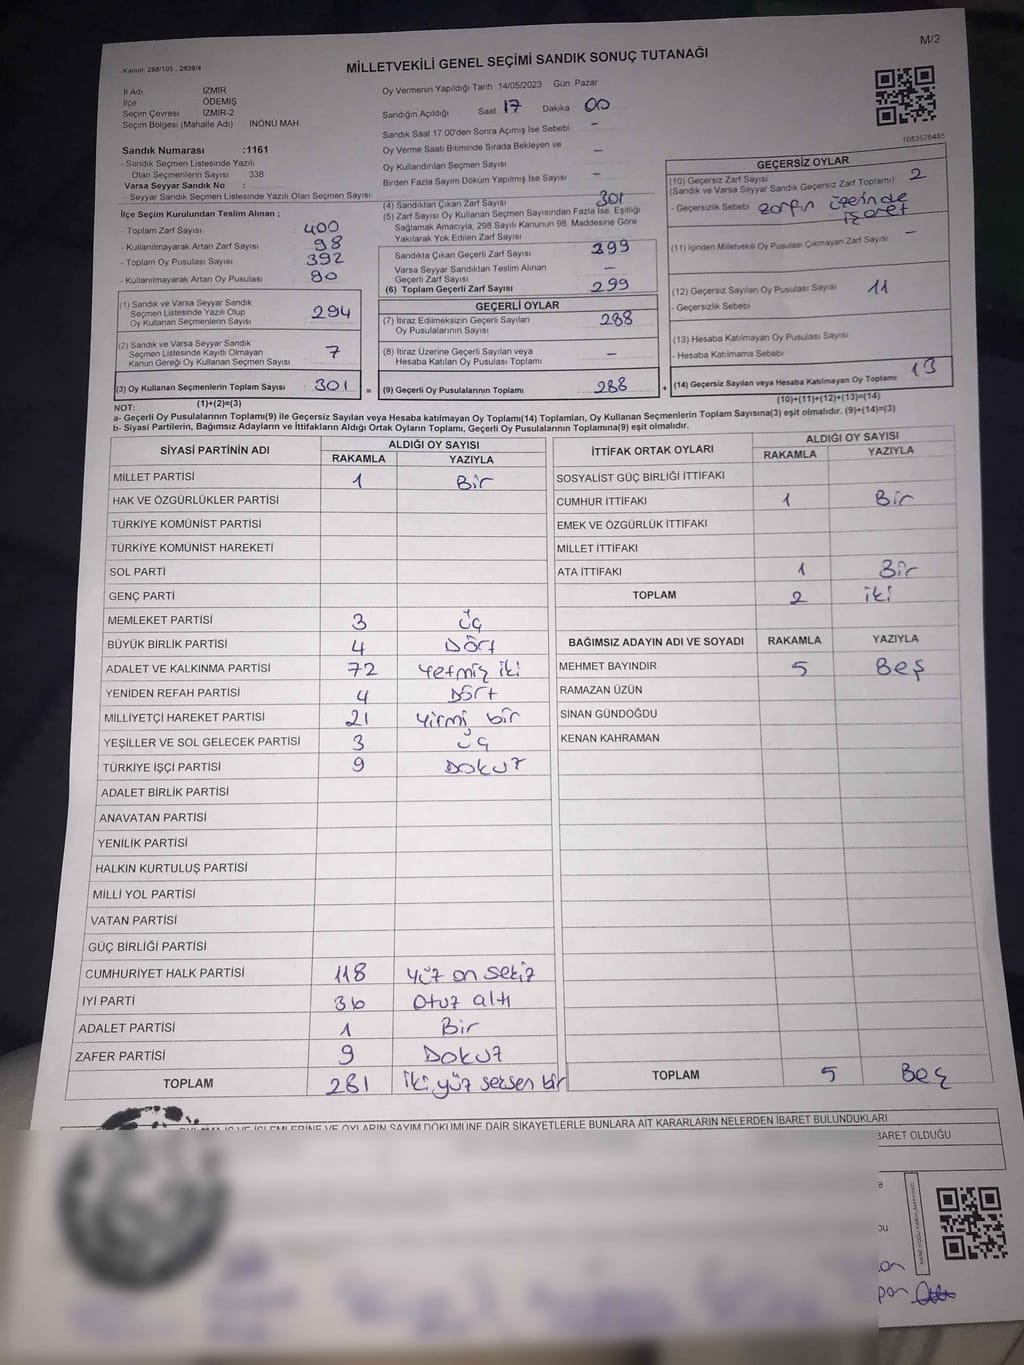 M/2
Kanun: 298/105 , 2839/4
MİLLETVEKİLİ GENEL SEÇİMİ SANDIK SONUÇ TUTANAĞI
İl Adı İZMİR
İlçe ÖDEMİŞ
Seçim Çevresi İZMİR-2
Seçim Bölgesi (Mahalle Adı) İNÖNÜ MAH.
Sandık Numarası :1161
- Sandık Seçmen Listesinde Yazılı
Olan Seçmenlerin Sayısı : 338
Varsa Seyyar Sandık No :
- Seyyar Sandık Seçmen Listesinde Yazılı Olan Seçmen Sayısı:
İlçe Seçim Kurulundan Teslim Alınan ;
- Toplam Zarf Sayısı : 400
- Kullanılmayarak Artan Zarf Sayısı : 98
- Toplam Oy Pusulası Sayısı : 392
- Kullanılmayarak Artan Oy Pusulası : 90
(1) Sandık ve Varsa Seyyar Sandık
Seçmen Listesinde Yazılı Olup
Oy Kullanan Seçmenlerin Sayısı : 294
(2) Sandık ve Varsa Seyyar Sandık
Seçmen Listesinde Kayıtlı Olmayan
Kanun Gereği Oy Kullanan Seçmen Sayısı : 7
(3) Oy Kullanan Seçmenlerin Toplam Sayısı : 301 =
(1)+(2)=(3)
Oy Vermenin Yapıldığı Tarih :14/05/2023 Gün: Pazar
Sandığın Açıldığı Saat 17 Dakika 00
Sandık Saat 17:00'den Sonra Açımış İse Sebebi –
Oy Verme Saati Bitiminde Sırada Bekleyen ve
Oy Kullandırılan Seçmen Sayısı –
Birden Fazla Sayım Döküm Yapılmış İse Sayısı –
(4) Sandıktan Çıkan Zarf Sayısı 301
(5) Zarf Sayısı Oy Kullanan Seçmen Sayısından Fazla İse, Eşitliği
Sağlamak Amacıyla, 298 Sayılı Kanunun 98. Maddesine Göre
Yakılarak Yok Edilen Zarf Sayısı
Sandıkta Çıkan Geçerli Zarf Sayısı 299
Varsa Seyyar Sandıktan Teslim Alınan
Geçerli Zarf Sayısı –
(6) Toplam Geçerli Zarf Sayısı 299
GEÇERLİ OYLAR
(7) İtiraz Edilmeksizin Geçerli Sayılan
Oy Pusulalarının Sayısı : 288
(8) İtiraz Üzerine Geçerli Sayılan veya
Hesaba Katılan Oy Pusulası Toplamı –
(9) Geçerli Oy Pusulalarının Toplamı : 288 +
1083576485
GEÇERSİZ OYLAR
(10) Geçersiz Zarf Sayısı 2
(Sandık ve Varsa Seyyar Sandık Geçersiz Zarf Toplamı)
- Geçersizlik Sebebi zarfın üzerinde
işaret
(11) İçinden Milletvekili Oy Pusulası Çıkmayan Zarf Sayısı –
(12) Geçersiz Sayılan Oy Pusulası Sayısı 11
- Geçersizlik Sebebi
(13) Hesaba Katılmayan Oy Pusulası Sayısı
- Hesaba Katılmama Sebebi
(14) Geçersiz Sayılan veya Hesaba Katılmayan Oy Toplamı 13
(10)+(11)+(12)+(13)=(14)
NOT:
a- Geçerli Oy Pusulalarının Toplamı(9) ile Geçersiz Sayılan veya Hesaba katılmayan Oy Toplamı(14) Toplamları, Oy Kullanan Seçmenlerin Toplam Sayısına(3) eşit olmalıdır. (9)+(14)=(3)
b- Siyasi Partilerin, Bağımsız Adayların ve İttifakların Aldığı Ortak Oyların Toplamı, Geçerli Oy Pusulalarının Toplamına(9) eşit olmalıdır.
SİYASİ PARTİNİN ADI ALDIĞI OY SAYISI
RAKAMLA YAZIYLA
MİLLET PARTİSİ 1 Bir
HAK VE ÖZGÜRLÜKLER PARTİSİ
TÜRKİYE KOMÜNİST PARTİSİ
TÜRKİYE KOMÜNİST HAREKETİ
SOL PARTİ
GENÇ PARTİ
MEMLEKET PARTİSİ 3 Üç
BÜYÜK BİRLİK PARTİSİ 4 Dört
ADALET VE KALKINMA PARTİSİ 72 Yetmiş iki
YENİDEN REFAH PARTİSİ 4 Dört
MİLLİYETÇİ HAREKET PARTİSİ 21 Yirmi bir
YEŞİLLER VE SOL GELECEK PARTİSİ 3 Üç
TÜRKİYE İŞÇİ PARTİSİ 9 Dokuz
ADALET BİRLİK PARTİSİ
ANAVATAN PARTİSİ
YENİLİK PARTİSİ
HALKIN KURTULUŞ PARTİSİ
MİLLİ YOL PARTİSİ
VATAN PARTİSİ
GÜÇ BİRLİĞİ PARTİSİ
CUMHURİYET HALK PARTİSİ 118 Yüz on sekiz
İYİ PARTİ 36 Otuz altı
ADALET PARTİSİ 1 Bir
ZAFER PARTİSİ 9 Dokuz
TOPLAM 281 İki yüz seksen bir
İTTİFAK ORTAK OYLARI ALDIĞI OY SAYISI
RAKAMLA YAZIYLA
SOSYALİST GÜÇ BİRLİĞİ İTTİFAKI
CUMHUR İTTİFAKI 1 Bir
EMEK VE ÖZGÜRLÜK İTTİFAKI
MİLLET İTTİFAKI
ATA İTTİFAKI 1 Bir
TOPLAM 2 iki
BAĞIMSIZ ADAYIN ADI VE SOYADI RAKAMLA YAZIYLA
MEHMET BAYINDIR 5 Beş
RAMAZAN ÜZÜN
SİNAN GÜNDOĞDU
KENAN KAHRAMAN
TOPLAM 5 Beş
İŞLEMLERİNE VE OYLARIN SAYIM DÖKÜMÜNE DAİR ŞİKAYETLERLE BUNLARA AİT KARARLARIN NELERDEN İBARET BULUNDUKLARI
BARET OLDUĞU